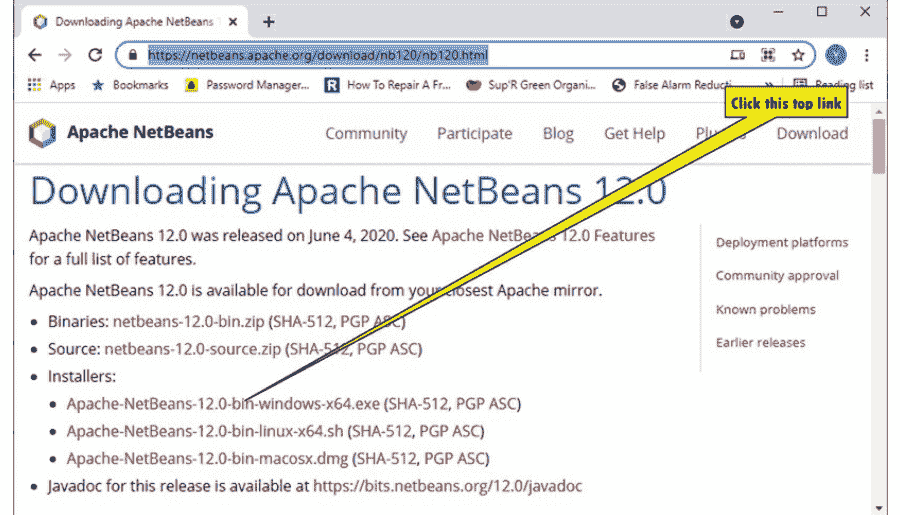 Downloading Apache NetBeans
https://netbeans.apache.org/download/nb120/nb120.html
Apps Bookmarks Password Manager... How To Repair A Fr... Sup'R Green Organi... False Alarm Reducti... » Reading list
Click this top link
Apache NetBeans Community Participate Blog Get Help Download
Downloading Apache NetBeans 12.0
Apache NetBeans 12.0 was released on June 4, 2020. See Apache NetBeans 12.0 Features
for a full list of features.
Apache NetBeans 12.0 is available for download from your closest Apache mirror.
• Binaries: netbeans-12.0-bin.zip (SHA-512, PGP ASC)
• Source: netbeans-12.0-source.zip (SHA-512, PGP ASC)
• Installers:
• Apache-NetBeans-12.0-bin-windows-x64.exe (SHA-512, PGP ASC)
• Apache-NetBeans-12.0-bin-linux-x64.sh (SHA-512, PGP ASC)
• Apache-NetBeans-12.0-bin-macosx.dmg (SHA-512, PGP ASC)
• Javadoc for this release is available at https://bits.netbeans.org/12.0/javadoc
Deployment platforms
Community approval
Known problems
Earlier releases